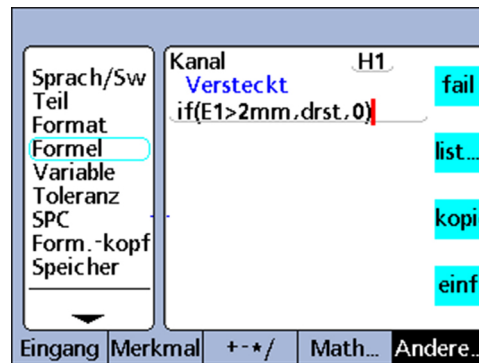 Sprach/Sw
Teil
Format
Formel
Variable
Toleranz
SPC
Form.-kopf
Speicher
Kanal H1
Versteckt
if(E1>2mm,drst,0)
fail
list...
kopi
einf
Eingang Merkmal +-*/ Math... Andere..